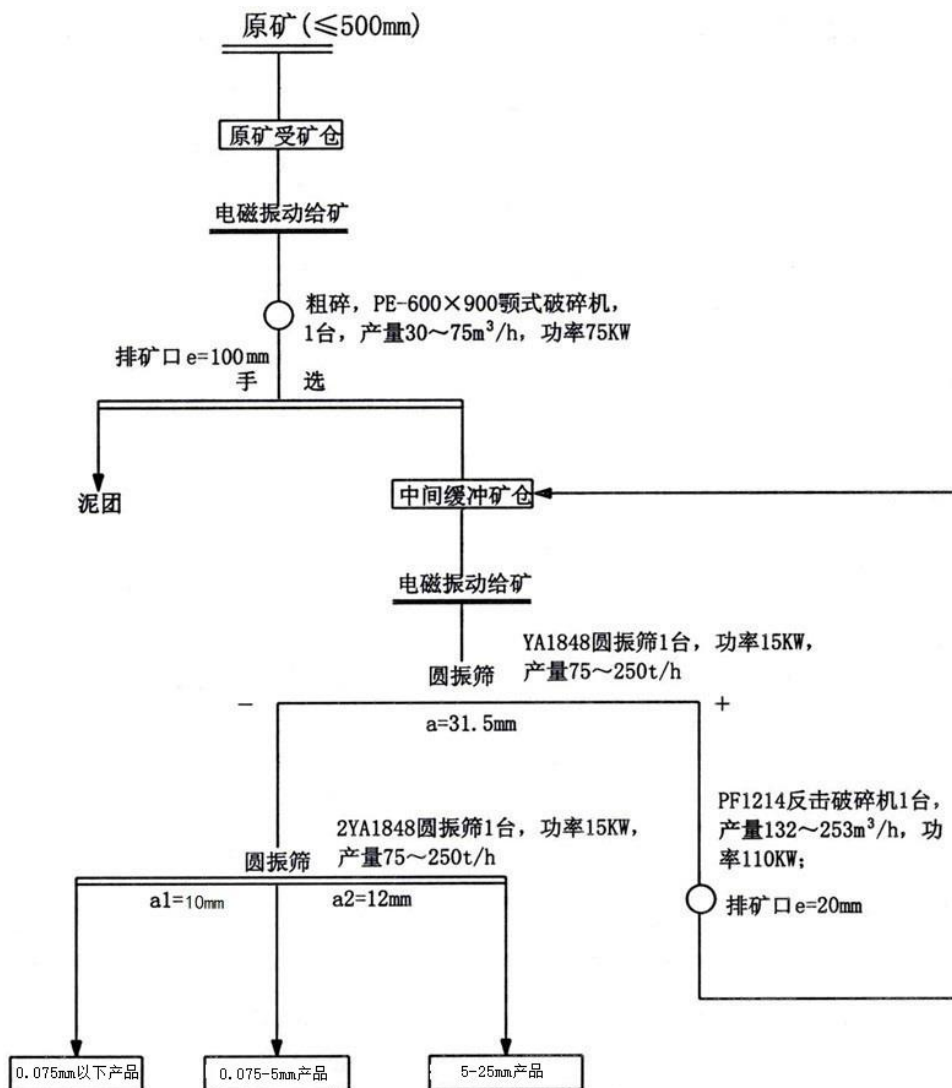 原矿(≤500mm)
原矿受矿仓
电磁振动给矿
粗碎，PE-600×900颚式破碎机，
1台，产量30～75m³/h，功率75KW
排矿口e=100mm
手 选
泥团
中间缓冲矿仓
电磁振动给矿
YA1848圆振筛1台，功率15KW，
产量75～250t/h
圆振筛
− +
a=31.5mm
PF1214反击破碎机1台，
产量132～253m³/h，功
率110KW；
排矿口e=20mm
2YA1848圆振筛1台，功率15KW，
产量75～250t/h
圆振筛
a1=10mm a2=12mm
0.075mm以下产品 0.075-5mm产品 5-25mm产品